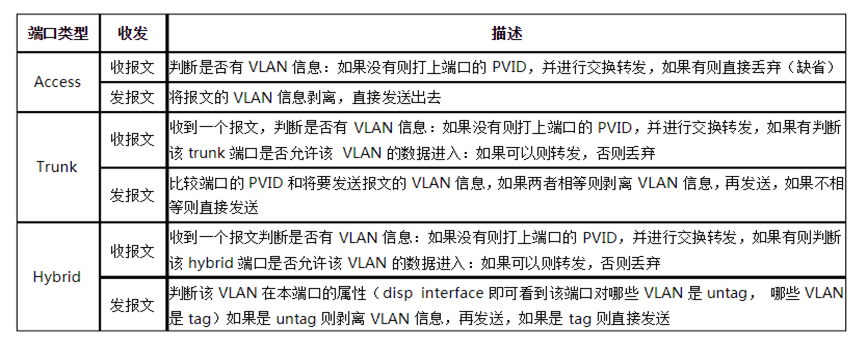 端口类型 收发 描述
Access 收报文 判断是否有 VLAN 信息：如果没有则打上端口的 PVID，并进行交换转发，如果有则直接丢弃（缺省）
发报文 将报文的 VLAN 信息剥离，直接发送出去
Trunk 收报文 收到一个报文，判断是否有 VLAN 信息：如果没有则打上端口的 PVID，并进行交换转发，如果有判断
该 trunk 端口是否允许该 VLAN 的数据进入：如果可以则转发，否则丢弃
发报文 比较端口的 PVID 和将要发送报文的 VLAN 信息，如果两者相等则剥离 VLAN 信息，再发送，如果不相
等则直接发送
Hybrid 收报文 收到一个报文判断是否有 VLAN 信息：如果没有则打上端口的 PVID，并进行交换转发，如果有则判断
该 hybrid 端口是否允许该 VLAN 的数据进入：如果可以则转发，否则丢弃
发报文 判断该 VLAN 在本端口的属性（disp interface 即可看到该端口对哪些 VLAN 是 untag， 哪些 VLAN
是 tag）如果是 untag 则剥离 VLAN 信息，再发送，如果是 tag 则直接发送